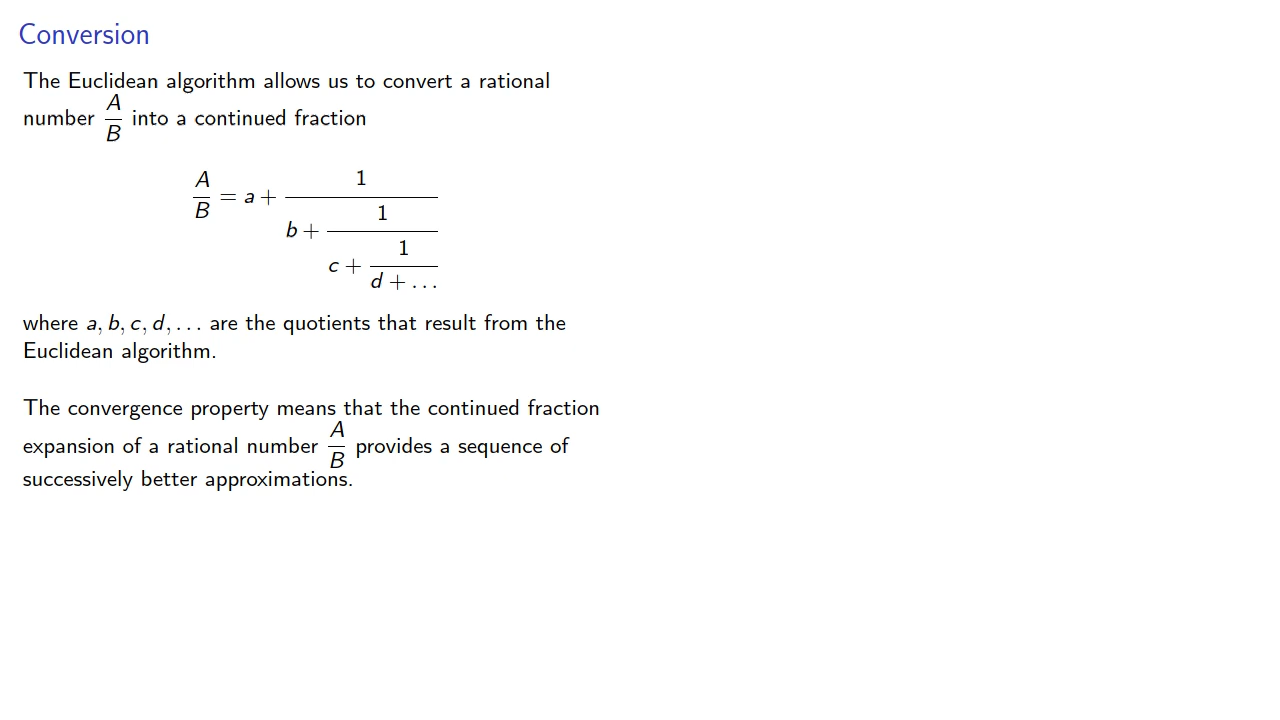 Conversion
The Euclidean algorithm allows us to convert a rational
number A/B into a continued fraction
A/B = a + 1/(b + 1/(c + 1/(d + ...)))
where a, b, c, d, ... are the quotients that result from the
Euclidean algorithm.
The convergence property means that the continued fraction
expansion of a rational number A/B provides a sequence of
successively better approximations.